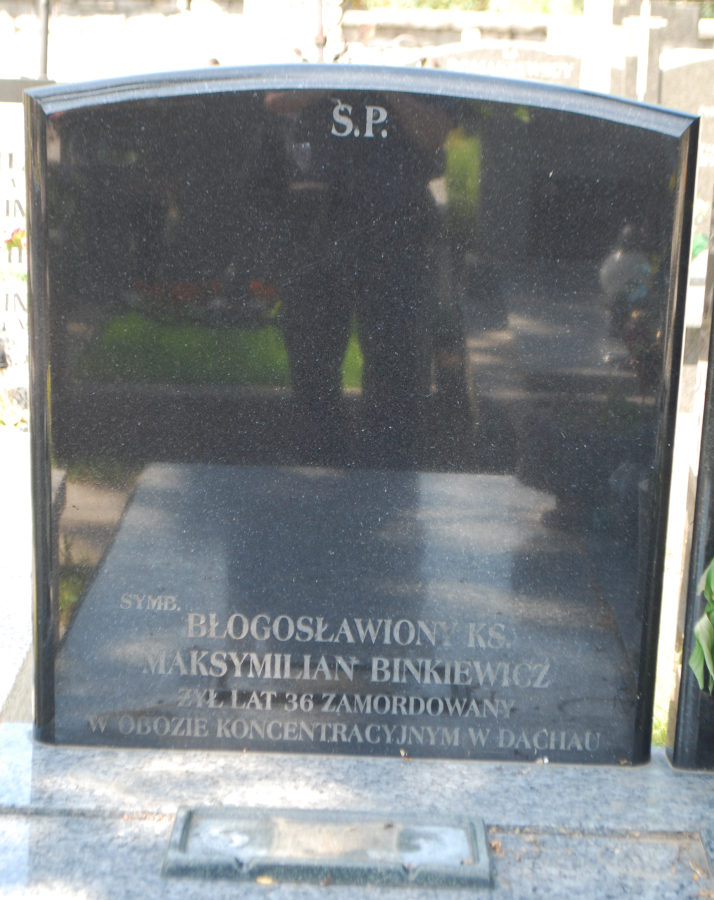 Ś.P.
SYMB.
BŁOGOSŁAWIONY KS.
MAKSYMILIAN BINKIEWICZ
ŻYŁ LAT 36 ZAMORDOWANY
W OBOZIE KONCENTRACYJNYM W DACHAU